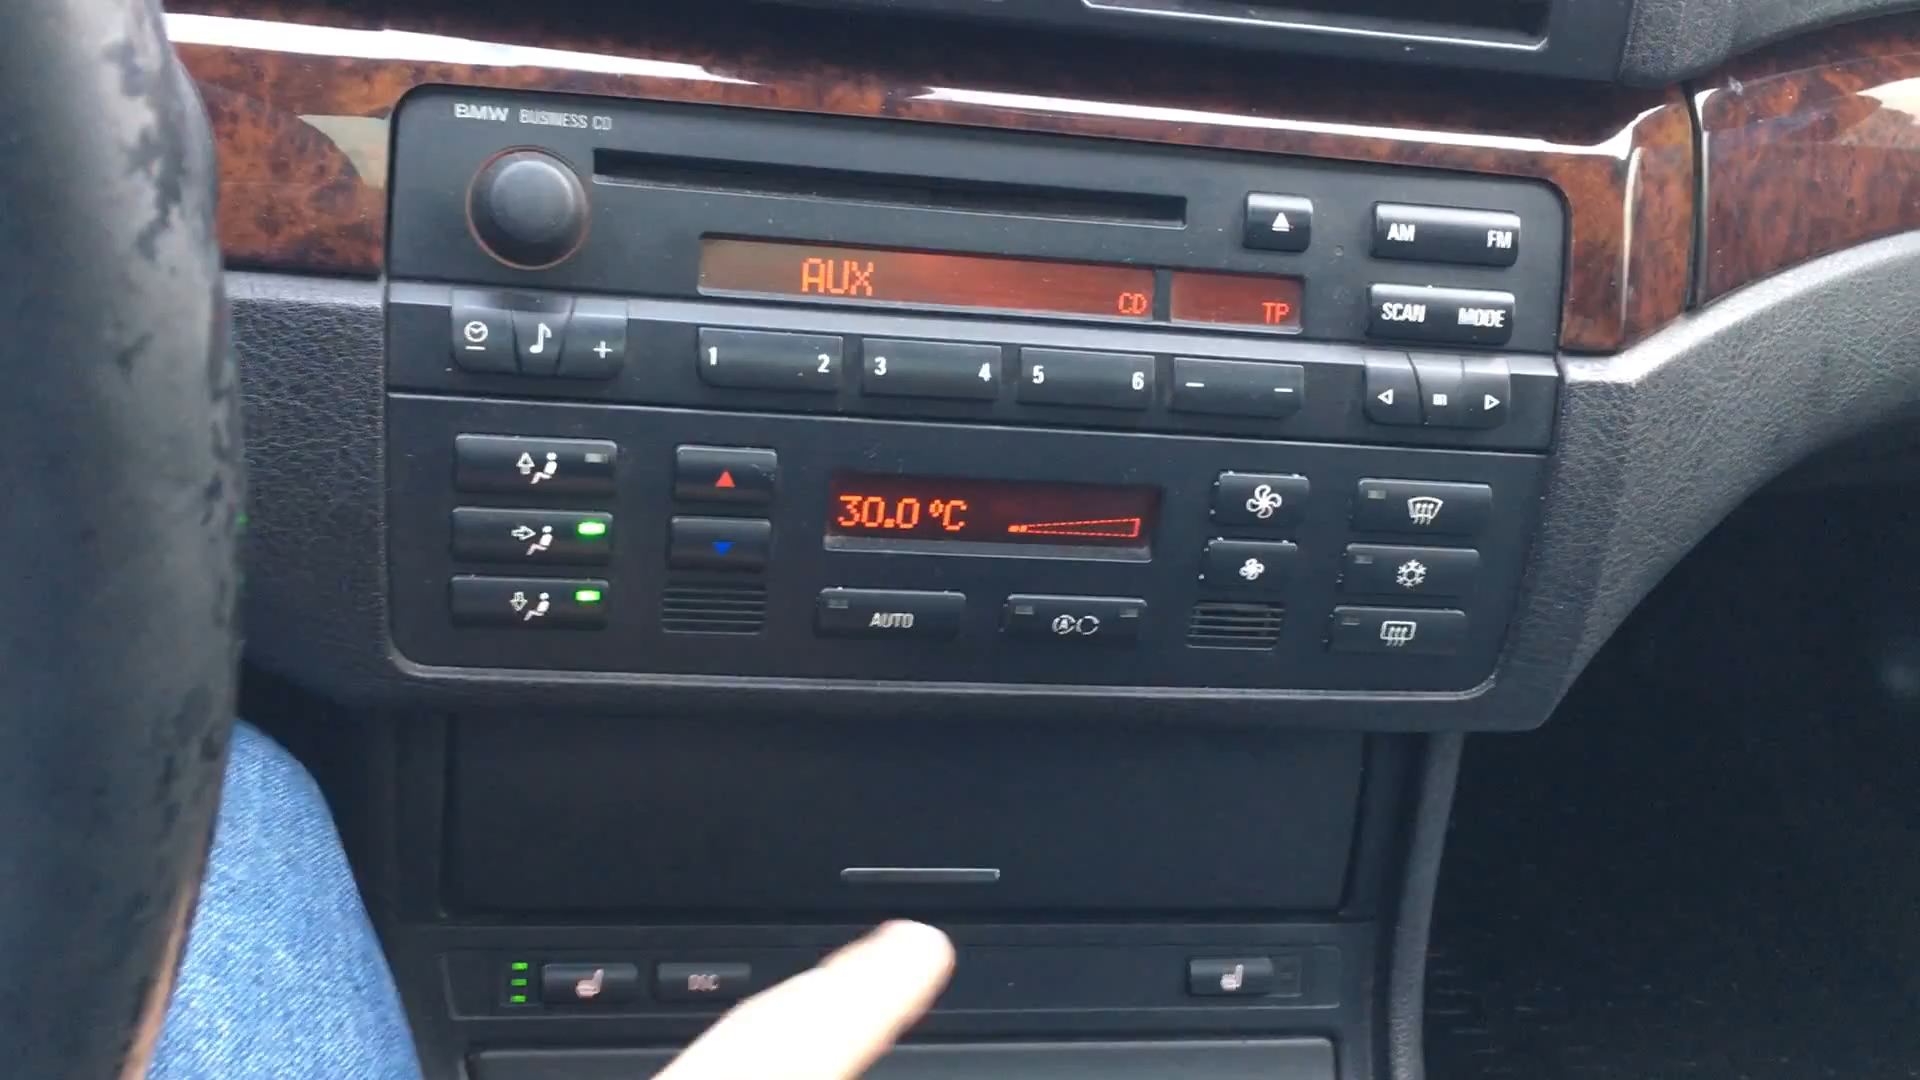 BMW BUSINESS CD
AM FM
AUX CD TP
SCAN MODE
1 2 3 4 5 6
m
30.0 °C
AUTO
A
DSC